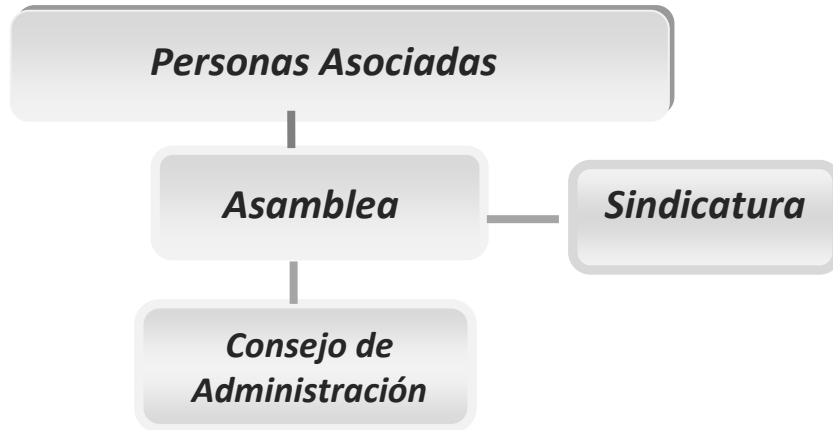 Personas Asociadas
Asamblea
Sindicatura
Consejo de
Administración